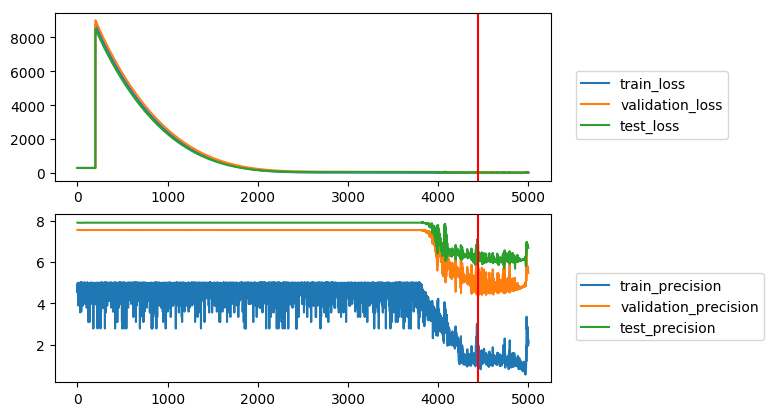 8000
6000
4000
2000
0
0 1000 2000 3000 4000 5000
train_loss
validation_loss
test_loss
8
6
4
2
0 1000 2000 3000 4000 5000
train_precision
validation_precision
test_precision